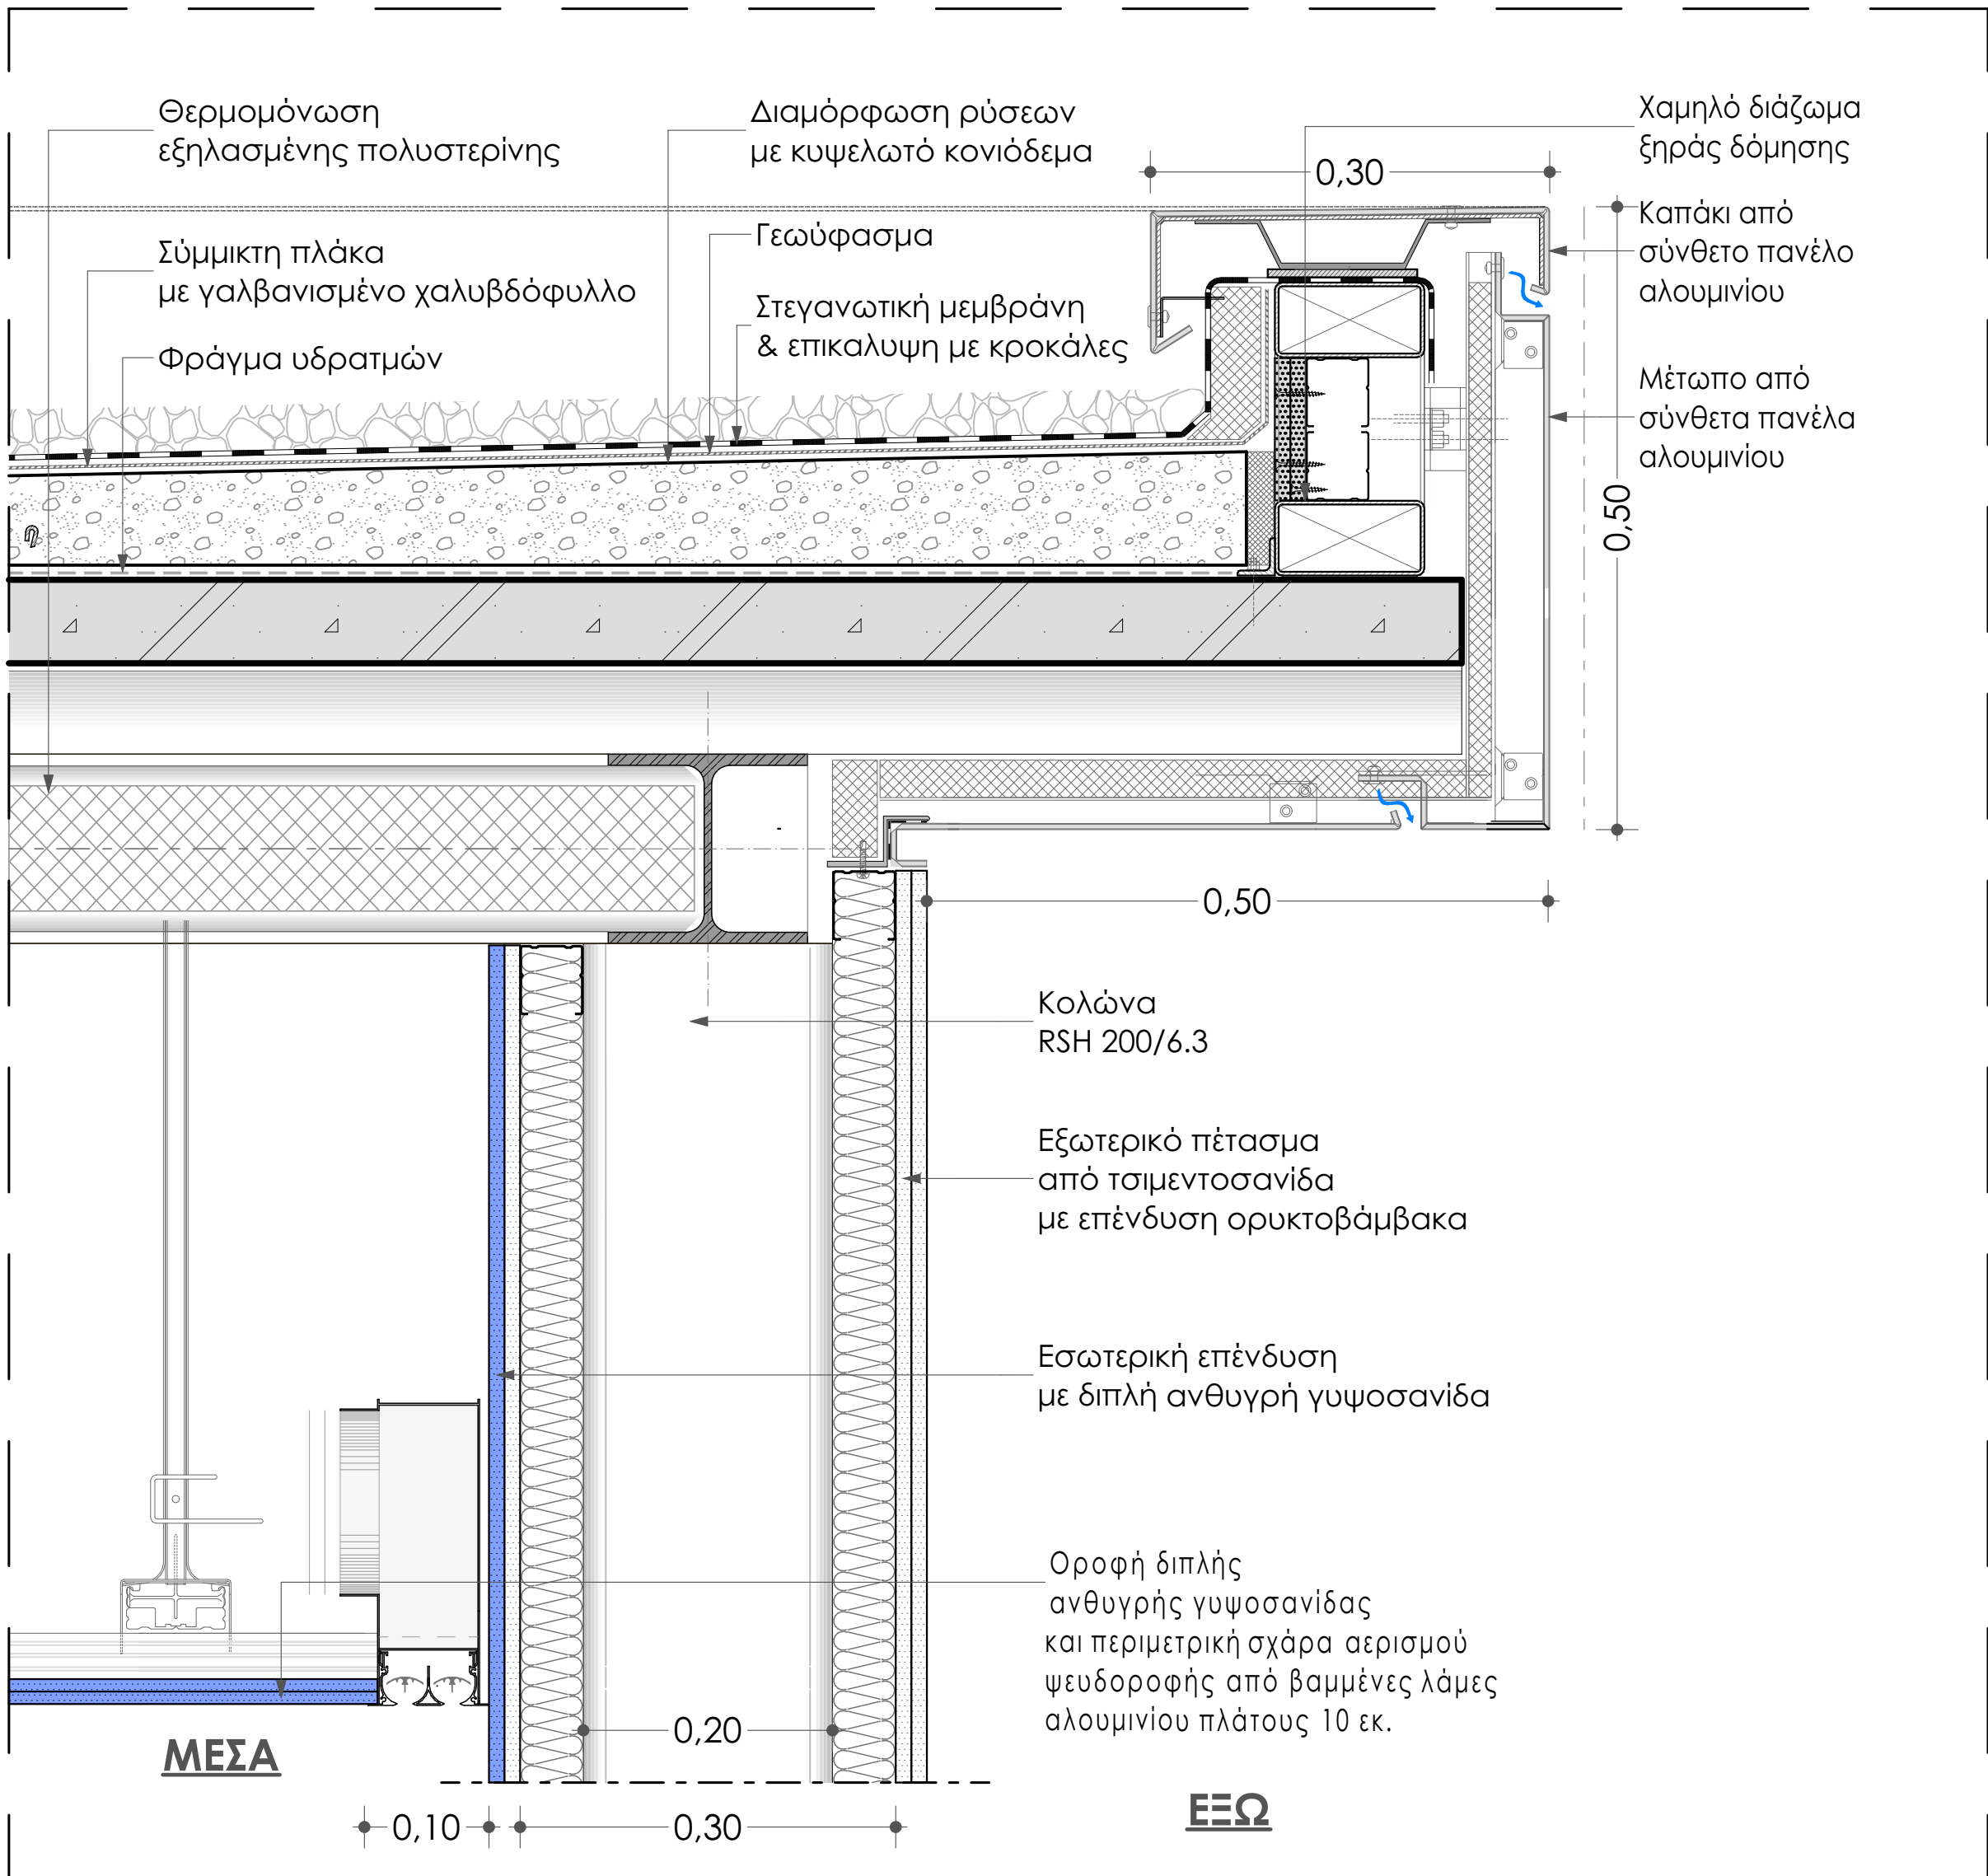 Θερμομόνωση
εξηλασμένης πολυστερίνης
Σύμμικτη πλάκα
με γαλβανισμένο χαλυβδόφυλλο
Φράγμα υδρατμών
Διαμόρφωση ρύσεων
με κυψελωτό κονιόδεμα
Γεωύφασμα
Στεγανωτική μεμβράνη
& επικαλυψη με κροκάλες
0,30
Χαμηλό διάζωμα
ξηράς δόμησης
Καπάκι από
σύνθετο πανέλο
αλουμινίου
Μέτωπο από
σύνθετα πανέλα
αλουμινίου
0,50
0,50
Κολώνα
RSH 200/6.3
Εξωτερικό πέτασμα
από τσιμεντοσανίδα
με επένδυση ορυκτοβάμβακα
Εσωτερική επένδυση
με διπλή ανθυγρή γυψοσανίδα
Οροφή διπλής
ανθυγρής γυψοσανίδας
και περιμετρική σχάρα αερισμού
ψευδοροφής από βαμμένες λάμες
αλουμινίου πλάτους 10 εκ.
0,20
ΜΕΣΑ
ΕΞΩ
0,10
0,30